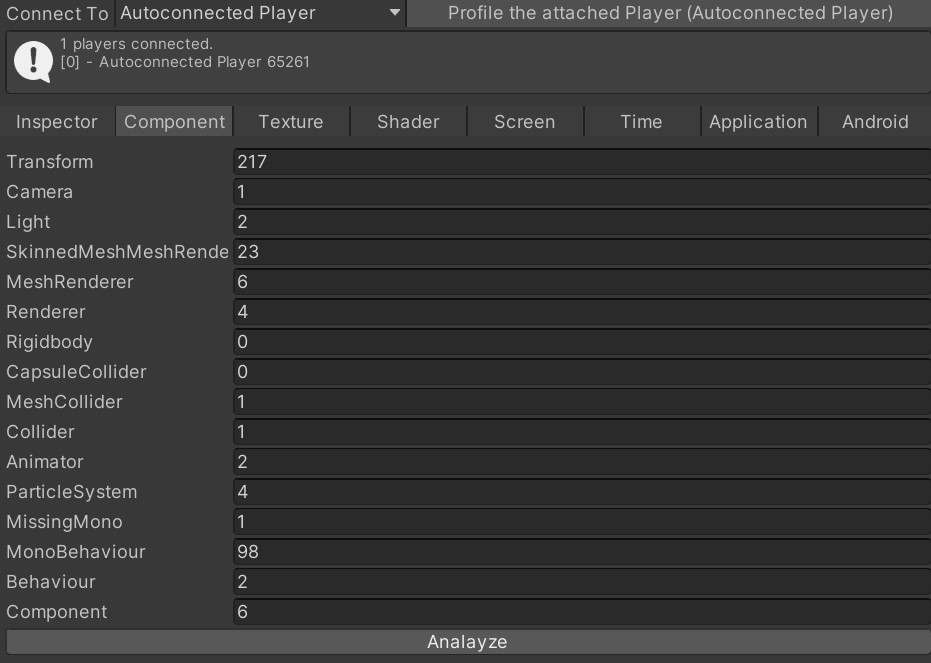 Connect To Autoconnected Player Profile the attached Player (Autoconnected Player)
1 players connected.
[0] - Autoconnected Player 65261
Inspector Component Texture Shader Screen Time Application Android
Transform 217
Camera 1
Light 2
SkinnedMeshMeshRende 23
MeshRenderer 6
Renderer 4
Rigidbody 0
CapsuleCollider 0
MeshCollider 1
Collider 1
Animator 2
ParticleSystem 4
MissingMono 1
MonoBehaviour 98
Behaviour 2
Component 6
Analayze